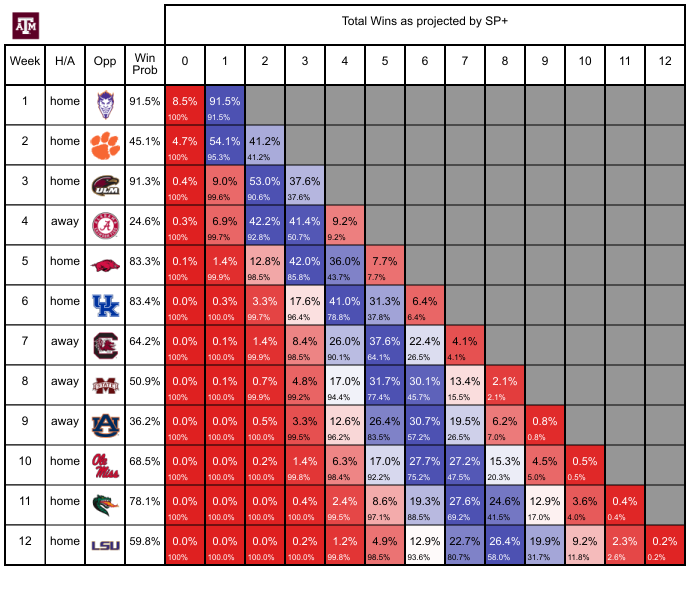 ATM
Total Wins as projected by SP+
Week H/A Opp Win Prob 0 1 2 3 4 5 6 7 8 9 10 11 12
1 home 91.5% 8.5% 91.5%
100% 91.5%
2 home 45.1% 4.7% 54.1% 41.2%
100% 95.3% 41.2%
3 home ULM 91.3% 0.4% 9.0% 53.0% 37.6%
100% 99.6% 90.6% 37.6%
4 away A 24.6% 0.3% 6.9% 42.2% 41.4% 9.2%
100% 99.7% 92.8% 50.7% 9.2%
5 home 83.3% 0.1% 1.4% 12.8% 42.0% 36.0% 7.7%
100% 99.9% 98.5% 85.8% 43.7% 7.7%
6 home UK 83.4% 0.0% 0.3% 3.3% 17.6% 41.0% 31.3% 6.4%
100% 100.0% 99.7% 96.4% 78.8% 37.8% 6.4%
7 away C 64.2% 0.0% 0.1% 1.4% 8.4% 26.0% 37.6% 22.4% 4.1%
100% 100.0% 99.9% 98.5% 90.1% 64.1% 26.5% 4.1%
8 away M STATE 50.9% 0.0% 0.1% 0.7% 4.8% 17.0% 31.7% 30.1% 13.4% 2.1%
100% 100.0% 99.9% 99.2% 94.4% 77.4% 45.7% 15.5% 2.1%
9 away AU 36.2% 0.0% 0.0% 0.5% 3.3% 12.6% 26.4% 30.7% 19.5% 6.2% 0.8%
100% 100.0% 100.0% 99.5% 96.2% 83.5% 57.2% 26.5% 7.0% 0.8%
10 home Ole Miss 68.5% 0.0% 0.0% 0.2% 1.4% 6.3% 17.0% 27.7% 27.2% 15.3% 4.5% 0.5%
100% 100.0% 100.0% 99.8% 98.4% 92.2% 75.2% 47.5% 20.3% 5.0% 0.5%
11 home 78.1% 0.0% 0.0% 0.0% 0.4% 2.4% 8.6% 19.3% 27.6% 24.6% 12.9% 3.6% 0.4%
100% 100.0% 100.0% 100.0% 99.5% 97.1% 88.5% 69.2% 41.5% 17.0% 4.0% 0.4%
12 home LSU 59.8% 0.0% 0.0% 0.0% 0.2% 1.2% 4.9% 12.9% 22.7% 26.4% 19.9% 9.2% 2.3% 0.2%
100% 100.0% 100.0% 100.0% 99.8% 98.5% 93.6% 80.7% 58.0% 31.7% 11.8% 2.6% 0.2%